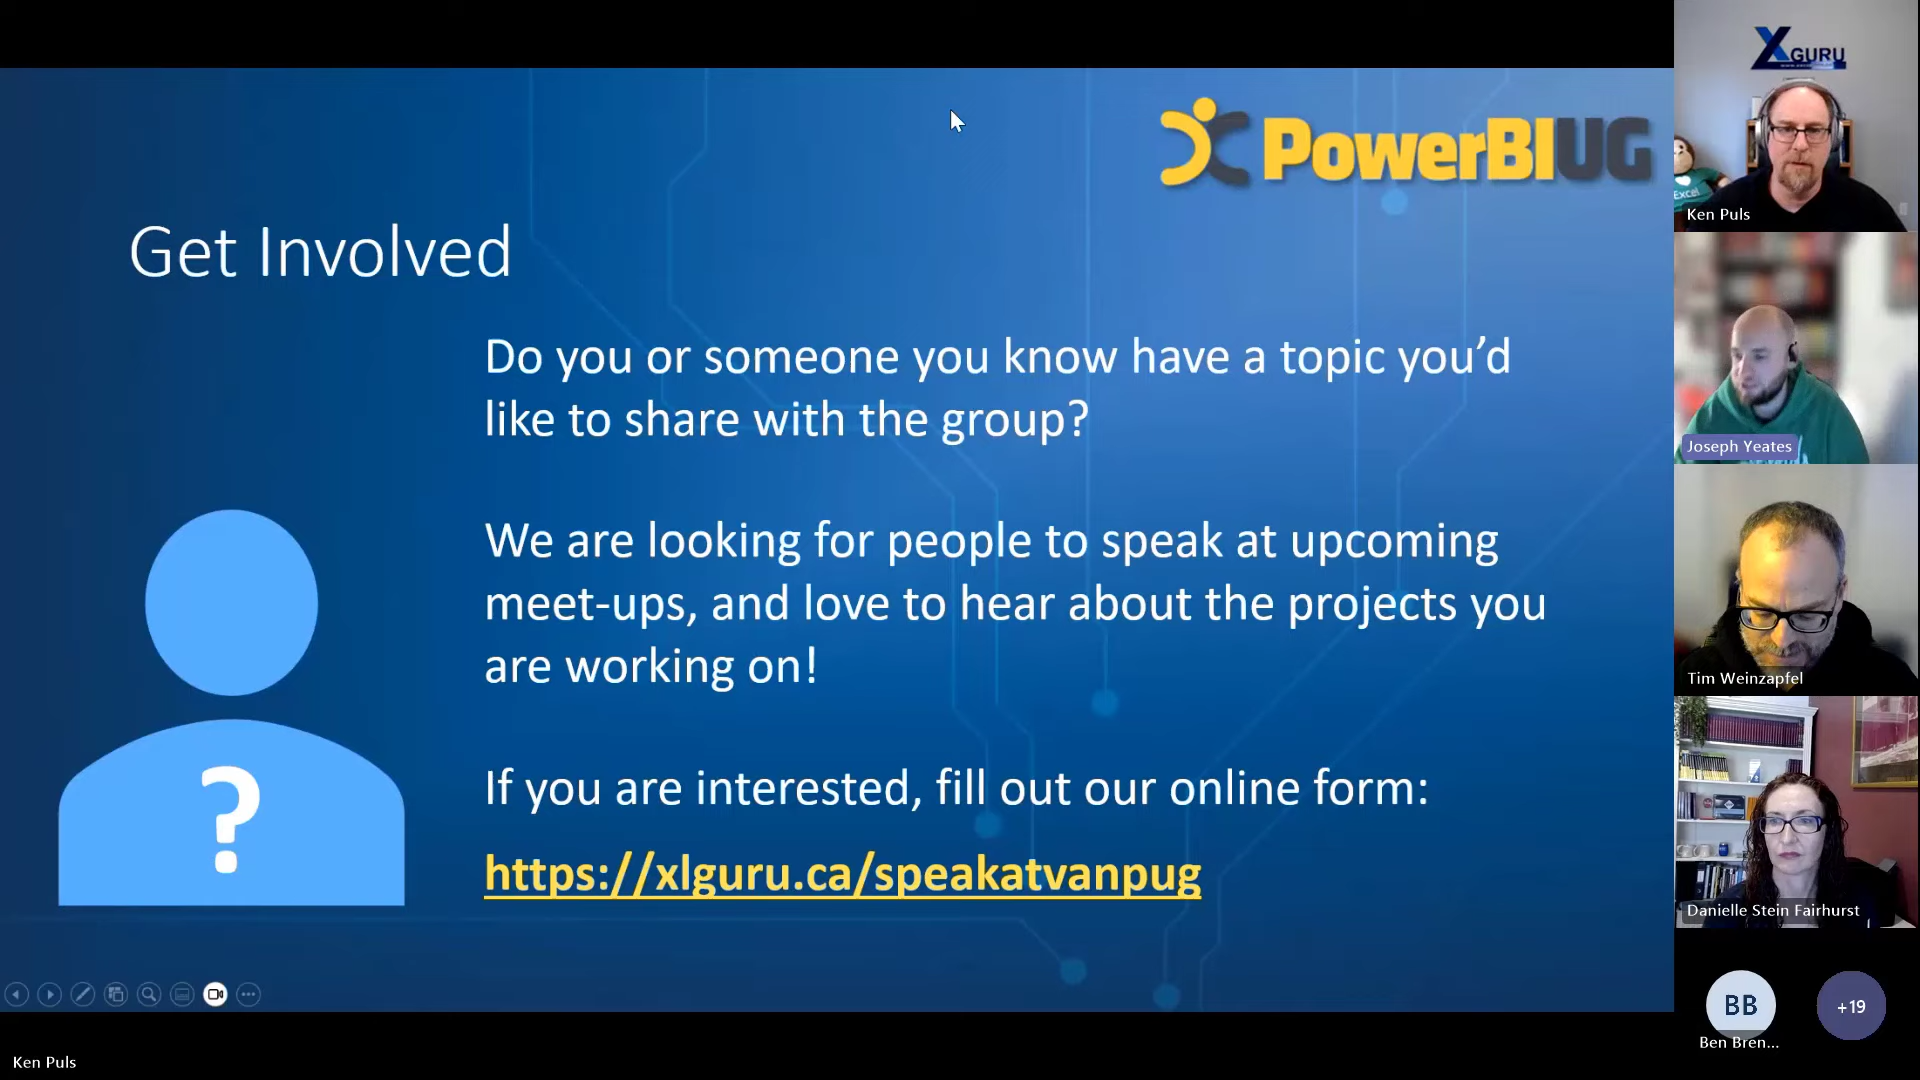 XGURU
PowerBIUG
Get Involved
Do you or someone you know have a topic you’d
like to share with the group?
We are looking for people to speak at upcoming
meet-ups, and love to hear about the projects you
are working on!
?
If you are interested, fill out our online form:
https://xlguru.ca/speakatvanpug
Excel
Ken Puls
Joseph Yeates
Tim Weinzapfel
Danielle Stein Fairhurst
BB
+19
Ben Bren...
Ken Puls